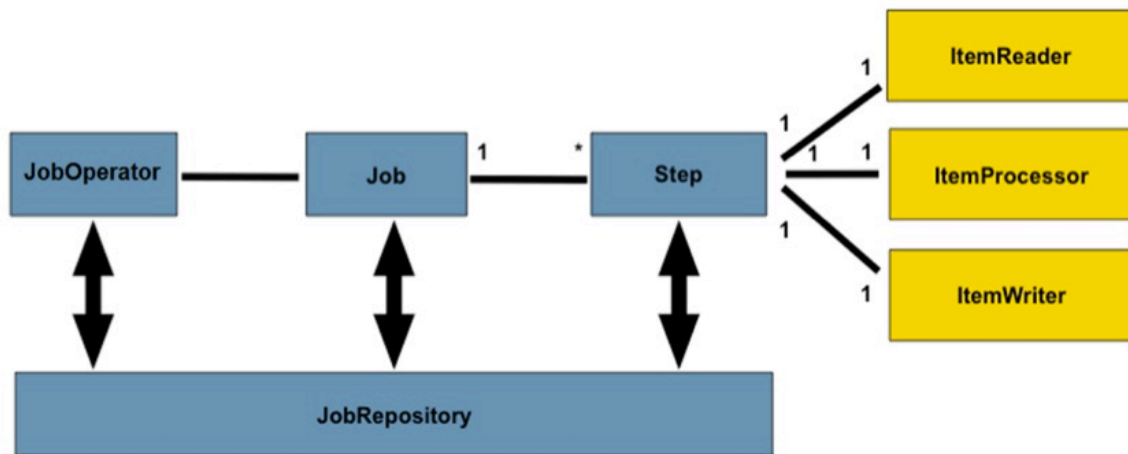 ItemReader
1
1
JobOperator
Job
1
*
Step
1
1
ItemProcessor
1
1
ItemWriter
JobRepository